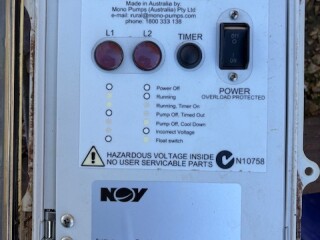 Made in Australia by
Mono Pumps (Australia) Pty Ltd
e-mail: rural@mono-pumps.com
phone. 1800 333 138
L1 L2 TIMER
POWER
OVERLOAD PROTECTED
Power Off
Running
Running, Timer On
Pump Off, Timed Out
Pump Off, Cool Down
Incorrect Voltage
Float switch
HAZARDOUS VOLTAGE INSIDE
NO USER SERVICABLE PARTS
N10758
NOV